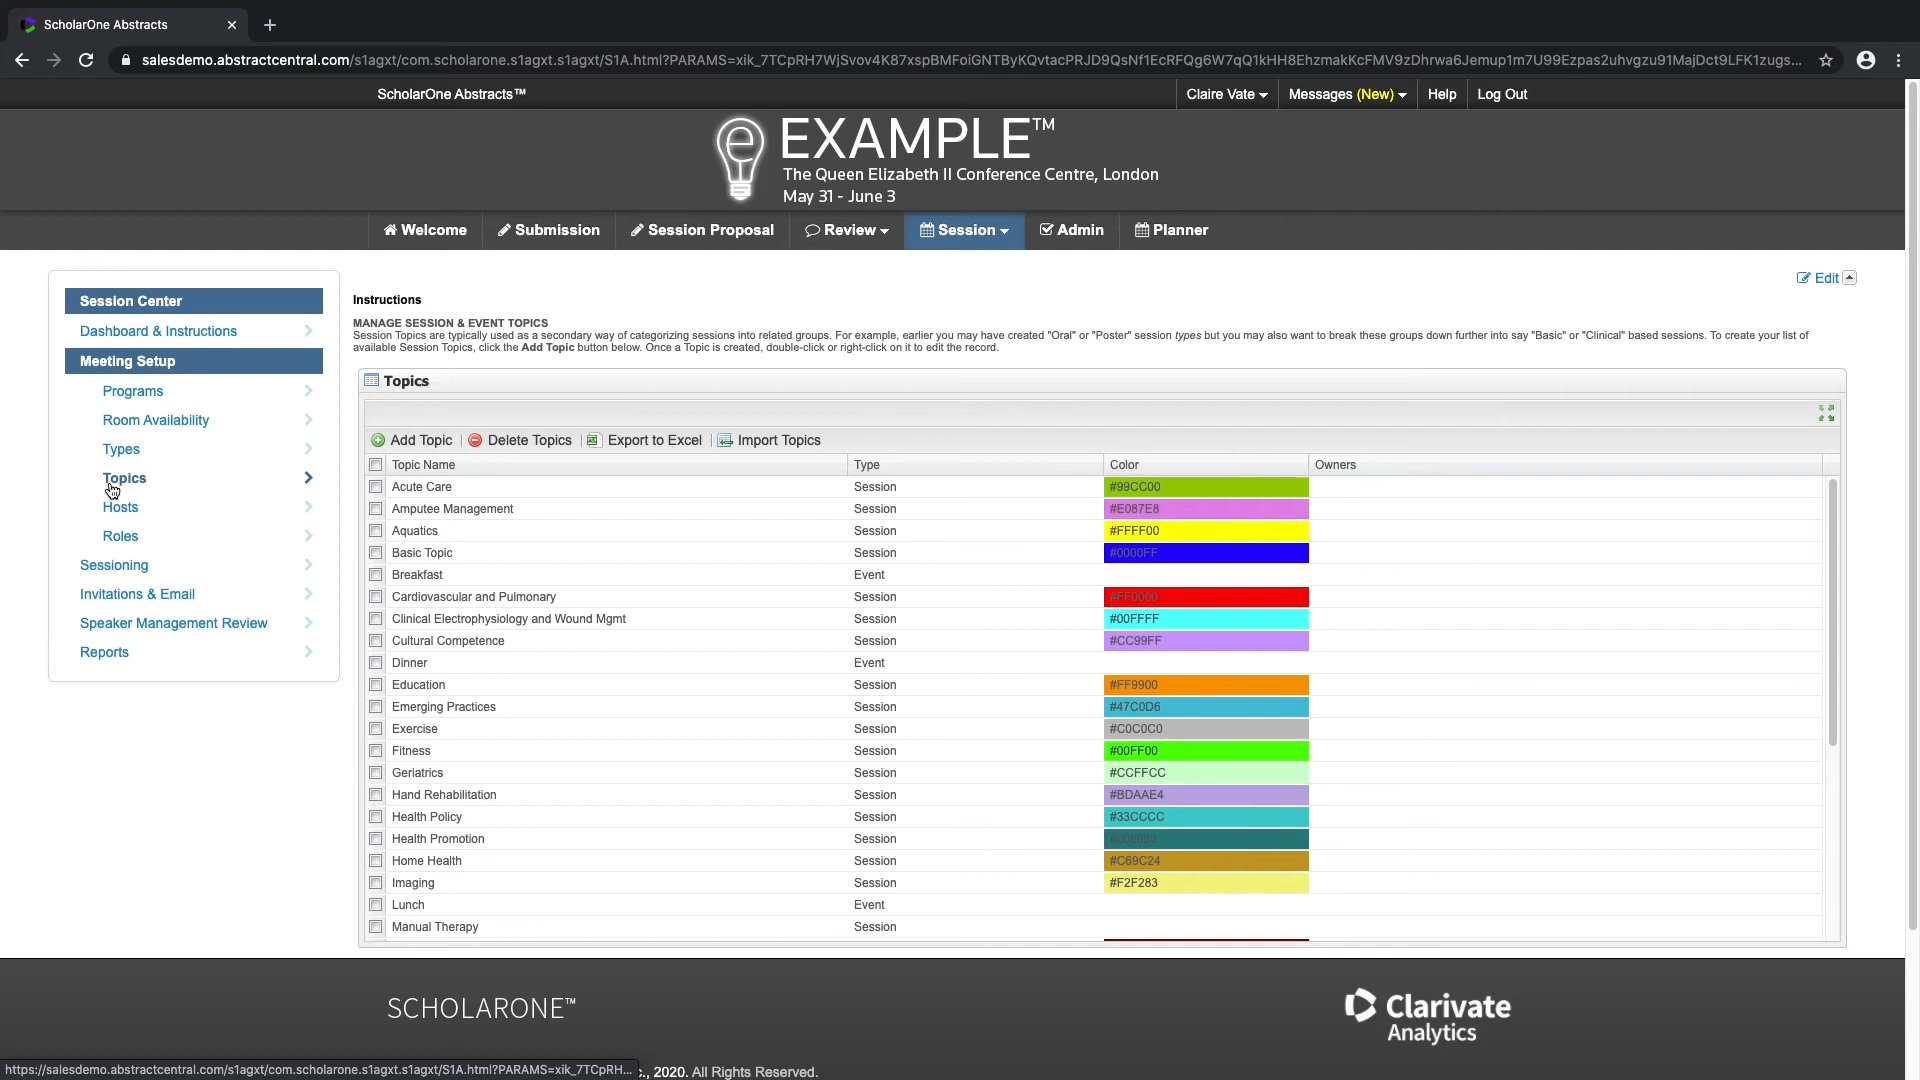 ScholarOne Abstracts
salesdemo.abstractcentral.com/s1agxt/com.scholarone.s1agxt.s1agxt/S1A.html?PARAMS=xik_7TCpRH7WjSvov4K87xspBMFoiGNTByKQvtacPRJD9QsNf1EcRFQg6W7qQ1kHH8EhzmakKcFMV9zDhrwa6Jemup1m7U99Ezpas2uhvgzu91MajDct9LFK1zugs...
ScholarOne Abstracts™
Claire Vate
Messages (New)
Help
Log Out
EXAMPLE™
The Queen Elizabeth II Conference Centre, London
May 31 - June 3
Welcome
Submission
Session Proposal
Review
Session
Admin
Planner
Session Center
Dashboard & Instructions
Meeting Setup
Programs
Room Availability
Types
Topics
Hosts
Roles
Sessioning
Invitations & Email
Speaker Management Review
Reports
Edit
Instructions
MANAGE SESSION & EVENT TOPICS
Session Topics are typically used as a secondary way of categorizing sessions into related groups. For example, earlier you may have created "Oral" or "Poster" session types but you may also want to break these groups down further into say "Basic" or "Clinical" based sessions. To create your list of
available Session Topics, click the Add Topic button below. Once a Topic is created, double-click or right-click on it to edit the record.
Topics
Add Topic
Delete Topics
Export to Excel
Import Topics
Topic Name Type Color Owners
Acute Care Session #99CC00
Amputee Management Session #E087E8
Aquatics Session #FFFF00
Basic Topic Session #0000FF
Breakfast Event
Cardiovascular and Pulmonary Session #FF0000
Clinical Electrophysiology and Wound Mgmt Session #00FFFF
Cultural Competence Session #CC99FF
Dinner Event
Education Session #FF9900
Emerging Practices Session #47C0D6
Exercise Session #C0C0C0
Fitness Session #00FF00
Geriatrics Session #CCFFCC
Hand Rehabilitation Session #BDAAE4
Health Policy Session #33CCCC
Health Promotion Session
Home Health Session #C69C24
Imaging Session #F2F283
Lunch Event
Manual Therapy Session
SCHOLARONE™
Clarivate
Analytics
https://salesdemo.abstractcentral.com/s1agxt/com.scholarone.s1agxt.s1agxt/S1A.html?PARAMS=xik_7TCpRH...
., 2020. All Rights Reserved.